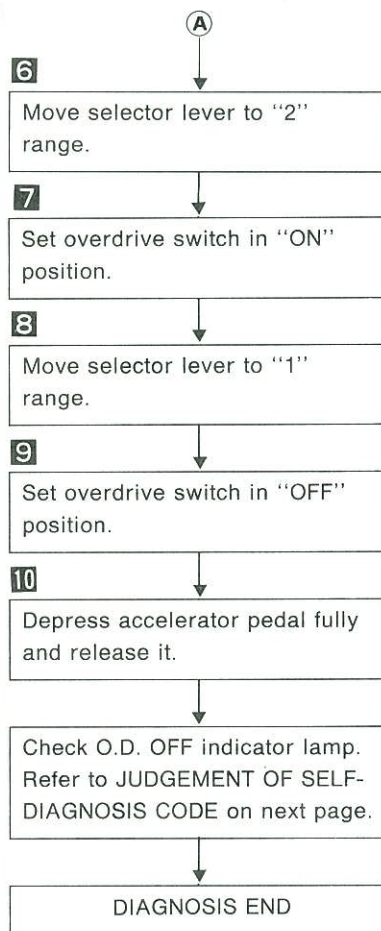 A
6
Move selector lever to “2”
range.
7
Set overdrive switch in “ON”
position.
8
Move selector lever to “1”
range.
9
Set overdrive switch in “OFF”
position.
10
Depress accelerator pedal fully
and release it.
Check O.D. OFF indicator lamp.
Refer to JUDGEMENT OF SELF-
DIAGNOSIS CODE on next page.
DIAGNOSIS END